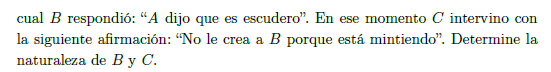 cual B respondió: “A dijo que es escudero”. En ese momento C intervino con
la siguiente afirmación: “No le crea a B porque está mintiendo”. Determine la
naturaleza de B y C.